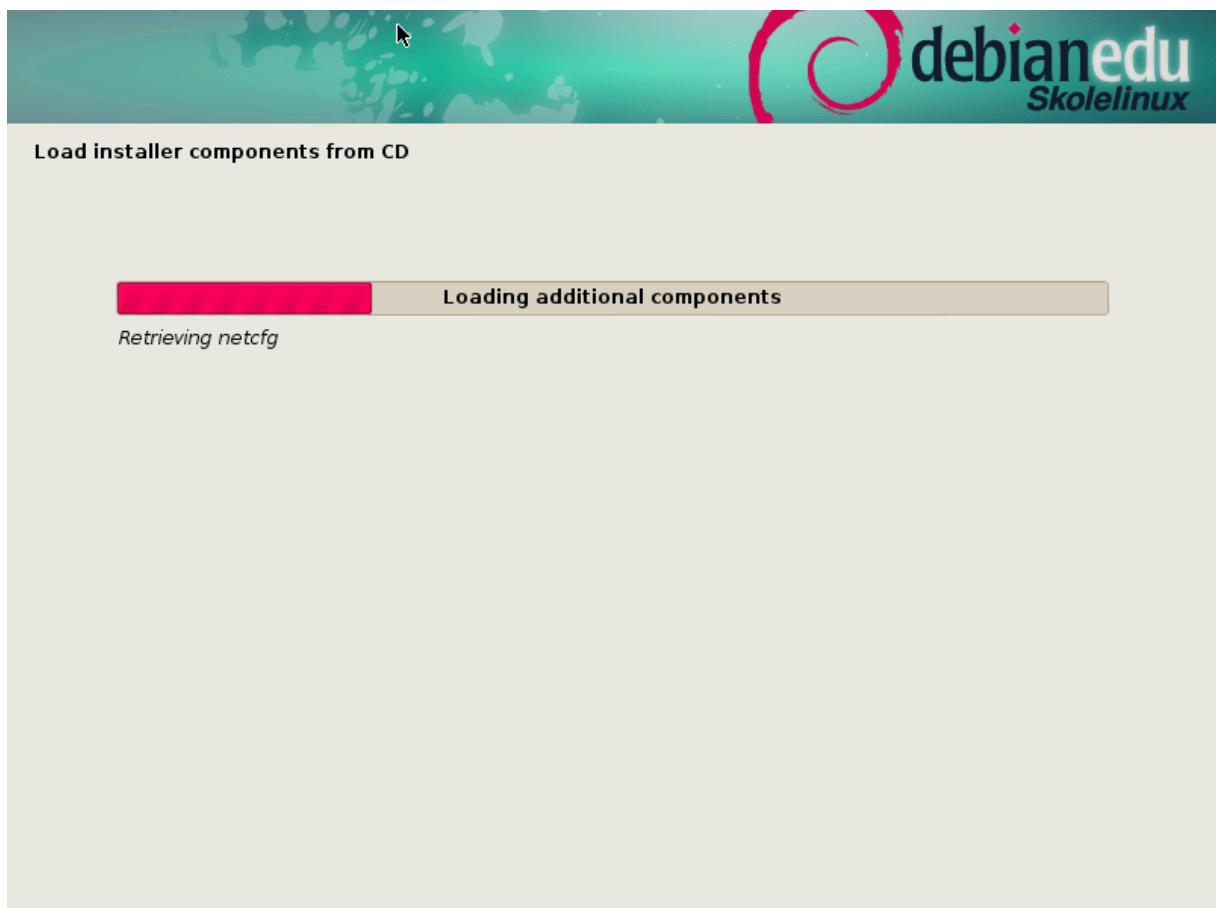 debianedu
Skolelinux
Load installer components from CD
Loading additional components
Retrieving netcfg